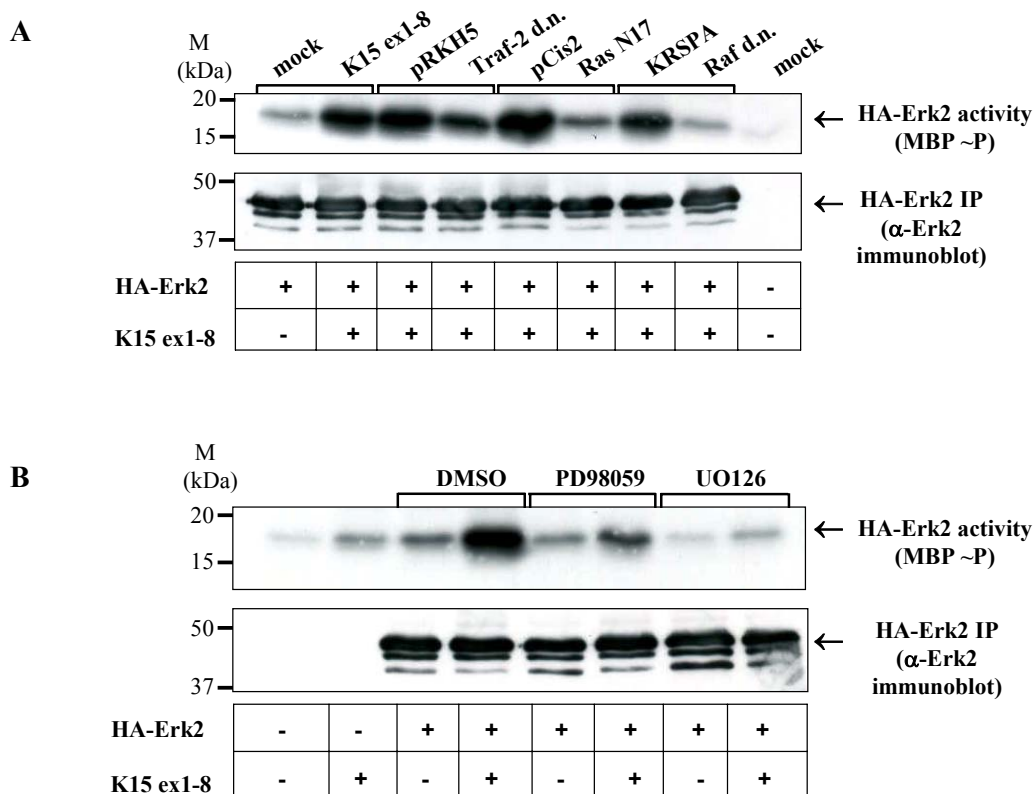 A
M
(kDa)
mock
K15 ex1-8
pRKH5
Traf-2 d.n.
pCis2
Ras N17
KRSPA
Raf d.n.
mock
20
15
← HA-Erk2 activity
(MBP ~P)
50
37
← HA-Erk2 IP
(α-Erk2
immunoblot)
HA-Erk2 + + + + + + + + -
K15 ex1-8 - + + + + + + + -
B
M
(kDa)
DMSO PD98059 UO126
20
15
HA-Erk2 activity
(MBP ~P)
50
37
HA-Erk2 IP
(α-Erk2
immunoblot)
HA-Erk2 - - + + + + + +
K15 ex1-8 - + - + - + - +